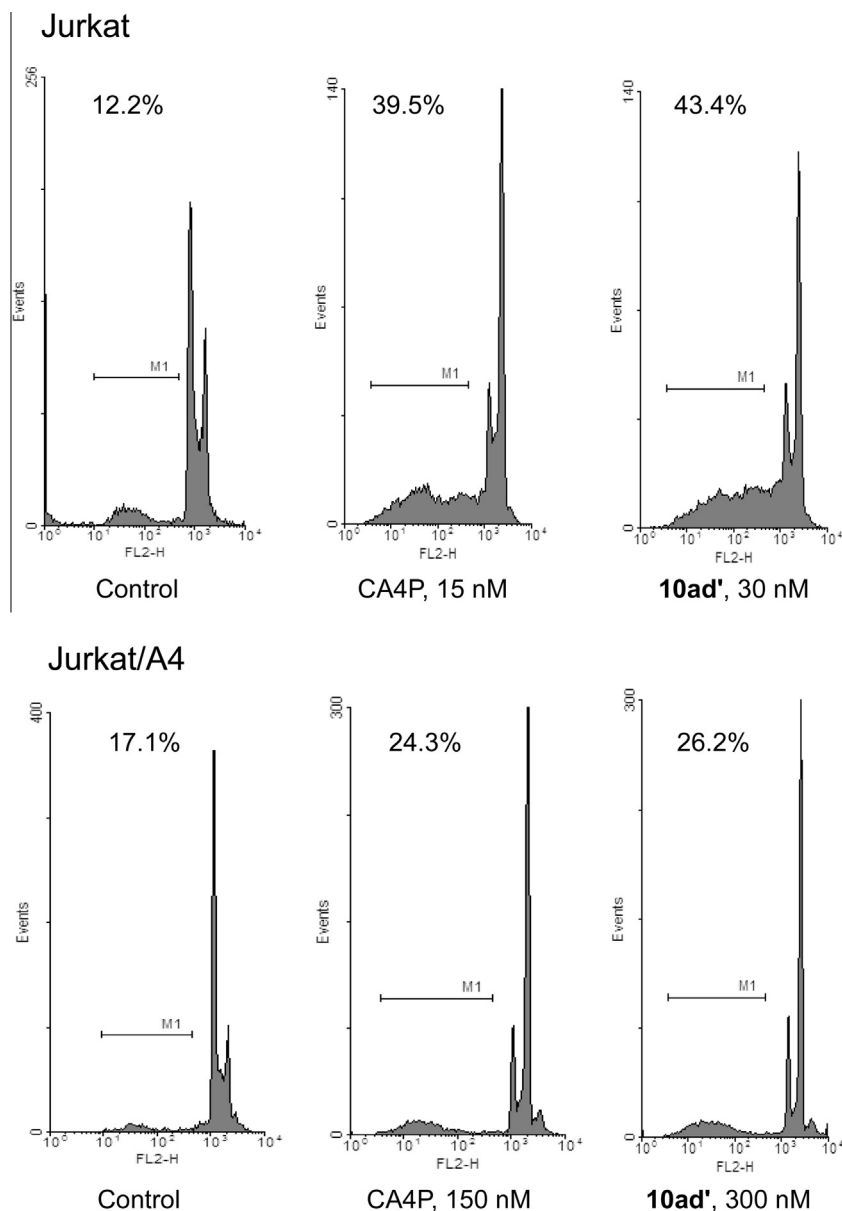 Jurkat
256
12.2%
Events
M1
0
10^0 10^1 10^2 10^3 10^4
FL2-H
Control
140
39.5%
Events
M1
0
10^0 10^1 10^2 10^3 10^4
FL2-H
CA4P, 15 nM
140
43.4%
Events
M1
0
10^0 10^1 10^2 10^3 10^4
FL2-H
10ad', 30 nM
Jurkat/A4
400
17.1%
Events
M1
0
10^0 10^1 10^2 10^3 10^4
FL2-H
Control
300
24.3%
Events
M1
0
10^0 10^1 10^2 10^3 10^4
FL2-H
CA4P, 150 nM
300
26.2%
Events
M1
0
10^0 10^1 10^2 10^3 10^4
FL2-H
10ad', 300 nM